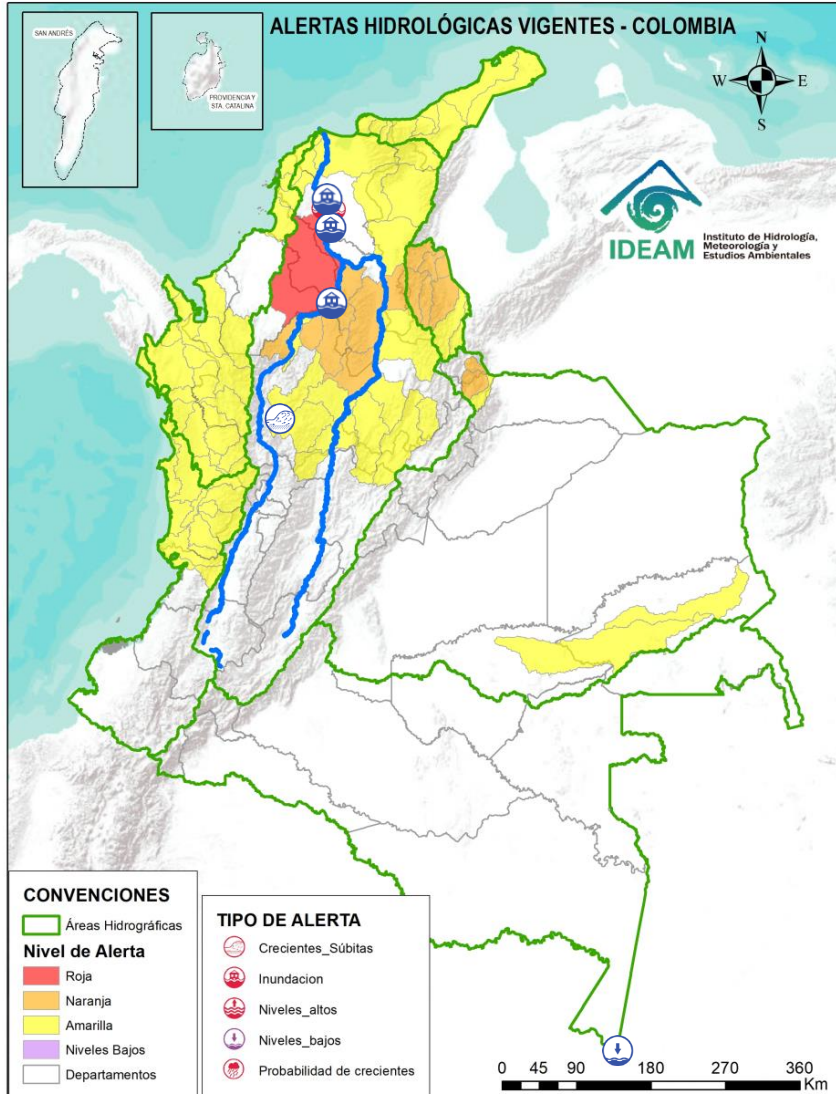 ALERTAS HIDROLÓGICAS VIGENTES - COLOMBIA
SAN ANDRÉS
PROVIDENCIA Y
STA. CATALINA
N
W
E
S
IDEAM
Instituto de Hidrología,
Meteorología y
Estudios Ambientales
CONVENCIONES
Áreas Hidrográficas
Nivel de Alerta
Roja
Naranja
Amarilla
Niveles Bajos
Departamentos
TIPO DE ALERTA
Crecientes_Súbitas
Inundacion
Niveles_altos
Niveles_bajos
Probabilidad de crecientes
0 45 90 180 270 360
Km